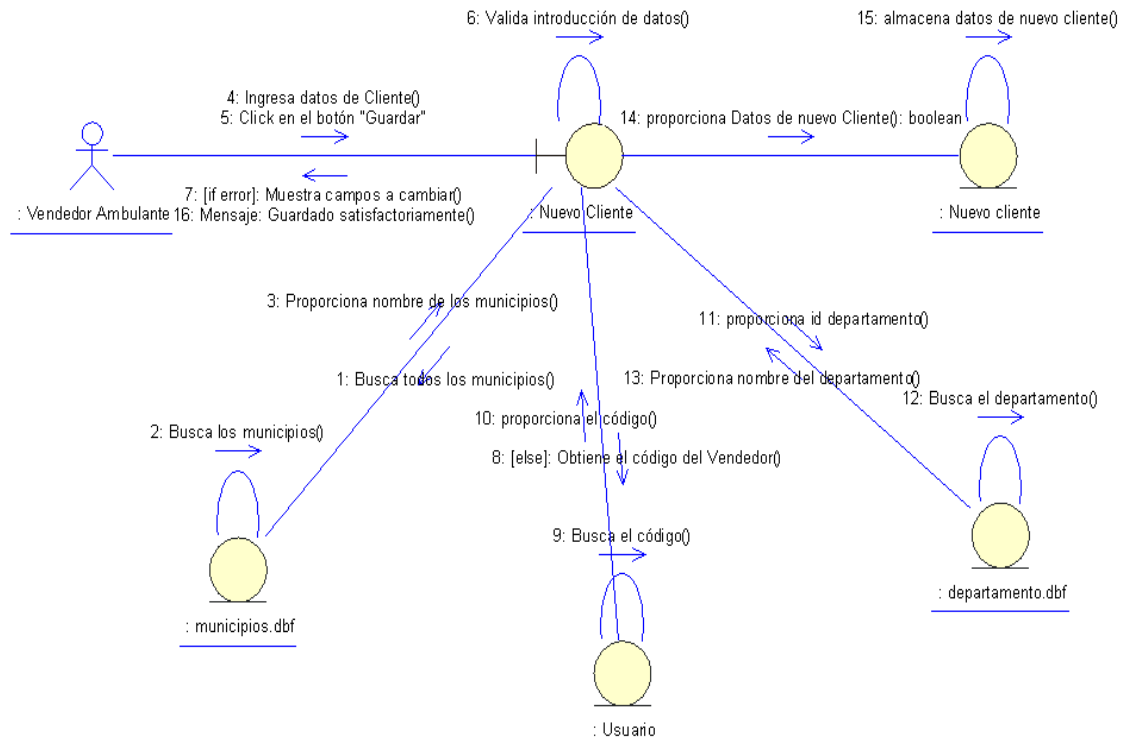 6: Valida introducción de datos()
15: almacena datos de nuevo cliente()
4: Ingresa datos de Cliente()
5: Click en el botón "Guardar"
14: proporciona Datos de nuevo Cliente(): boolean
7: [if error]: Muestra campos a cambiar()
: Vendedor Ambulante
16: Mensaje: Guardado satisfactoriamente()
: Nuevo Cliente
: Nuevo cliente
3: Proporciona nombre de los municipios()
11: proporciona id departamento()
1: Busca todos los municipios()
13: Proporciona nombre del departamento()
12: Busca el departamento()
2: Busca los municipios()
10: proporciona el código()
8: [else]: Obtiene el código del Vendedor()
9: Busca el código()
: departamento.dbf
: municipios.dbf
: Usuario